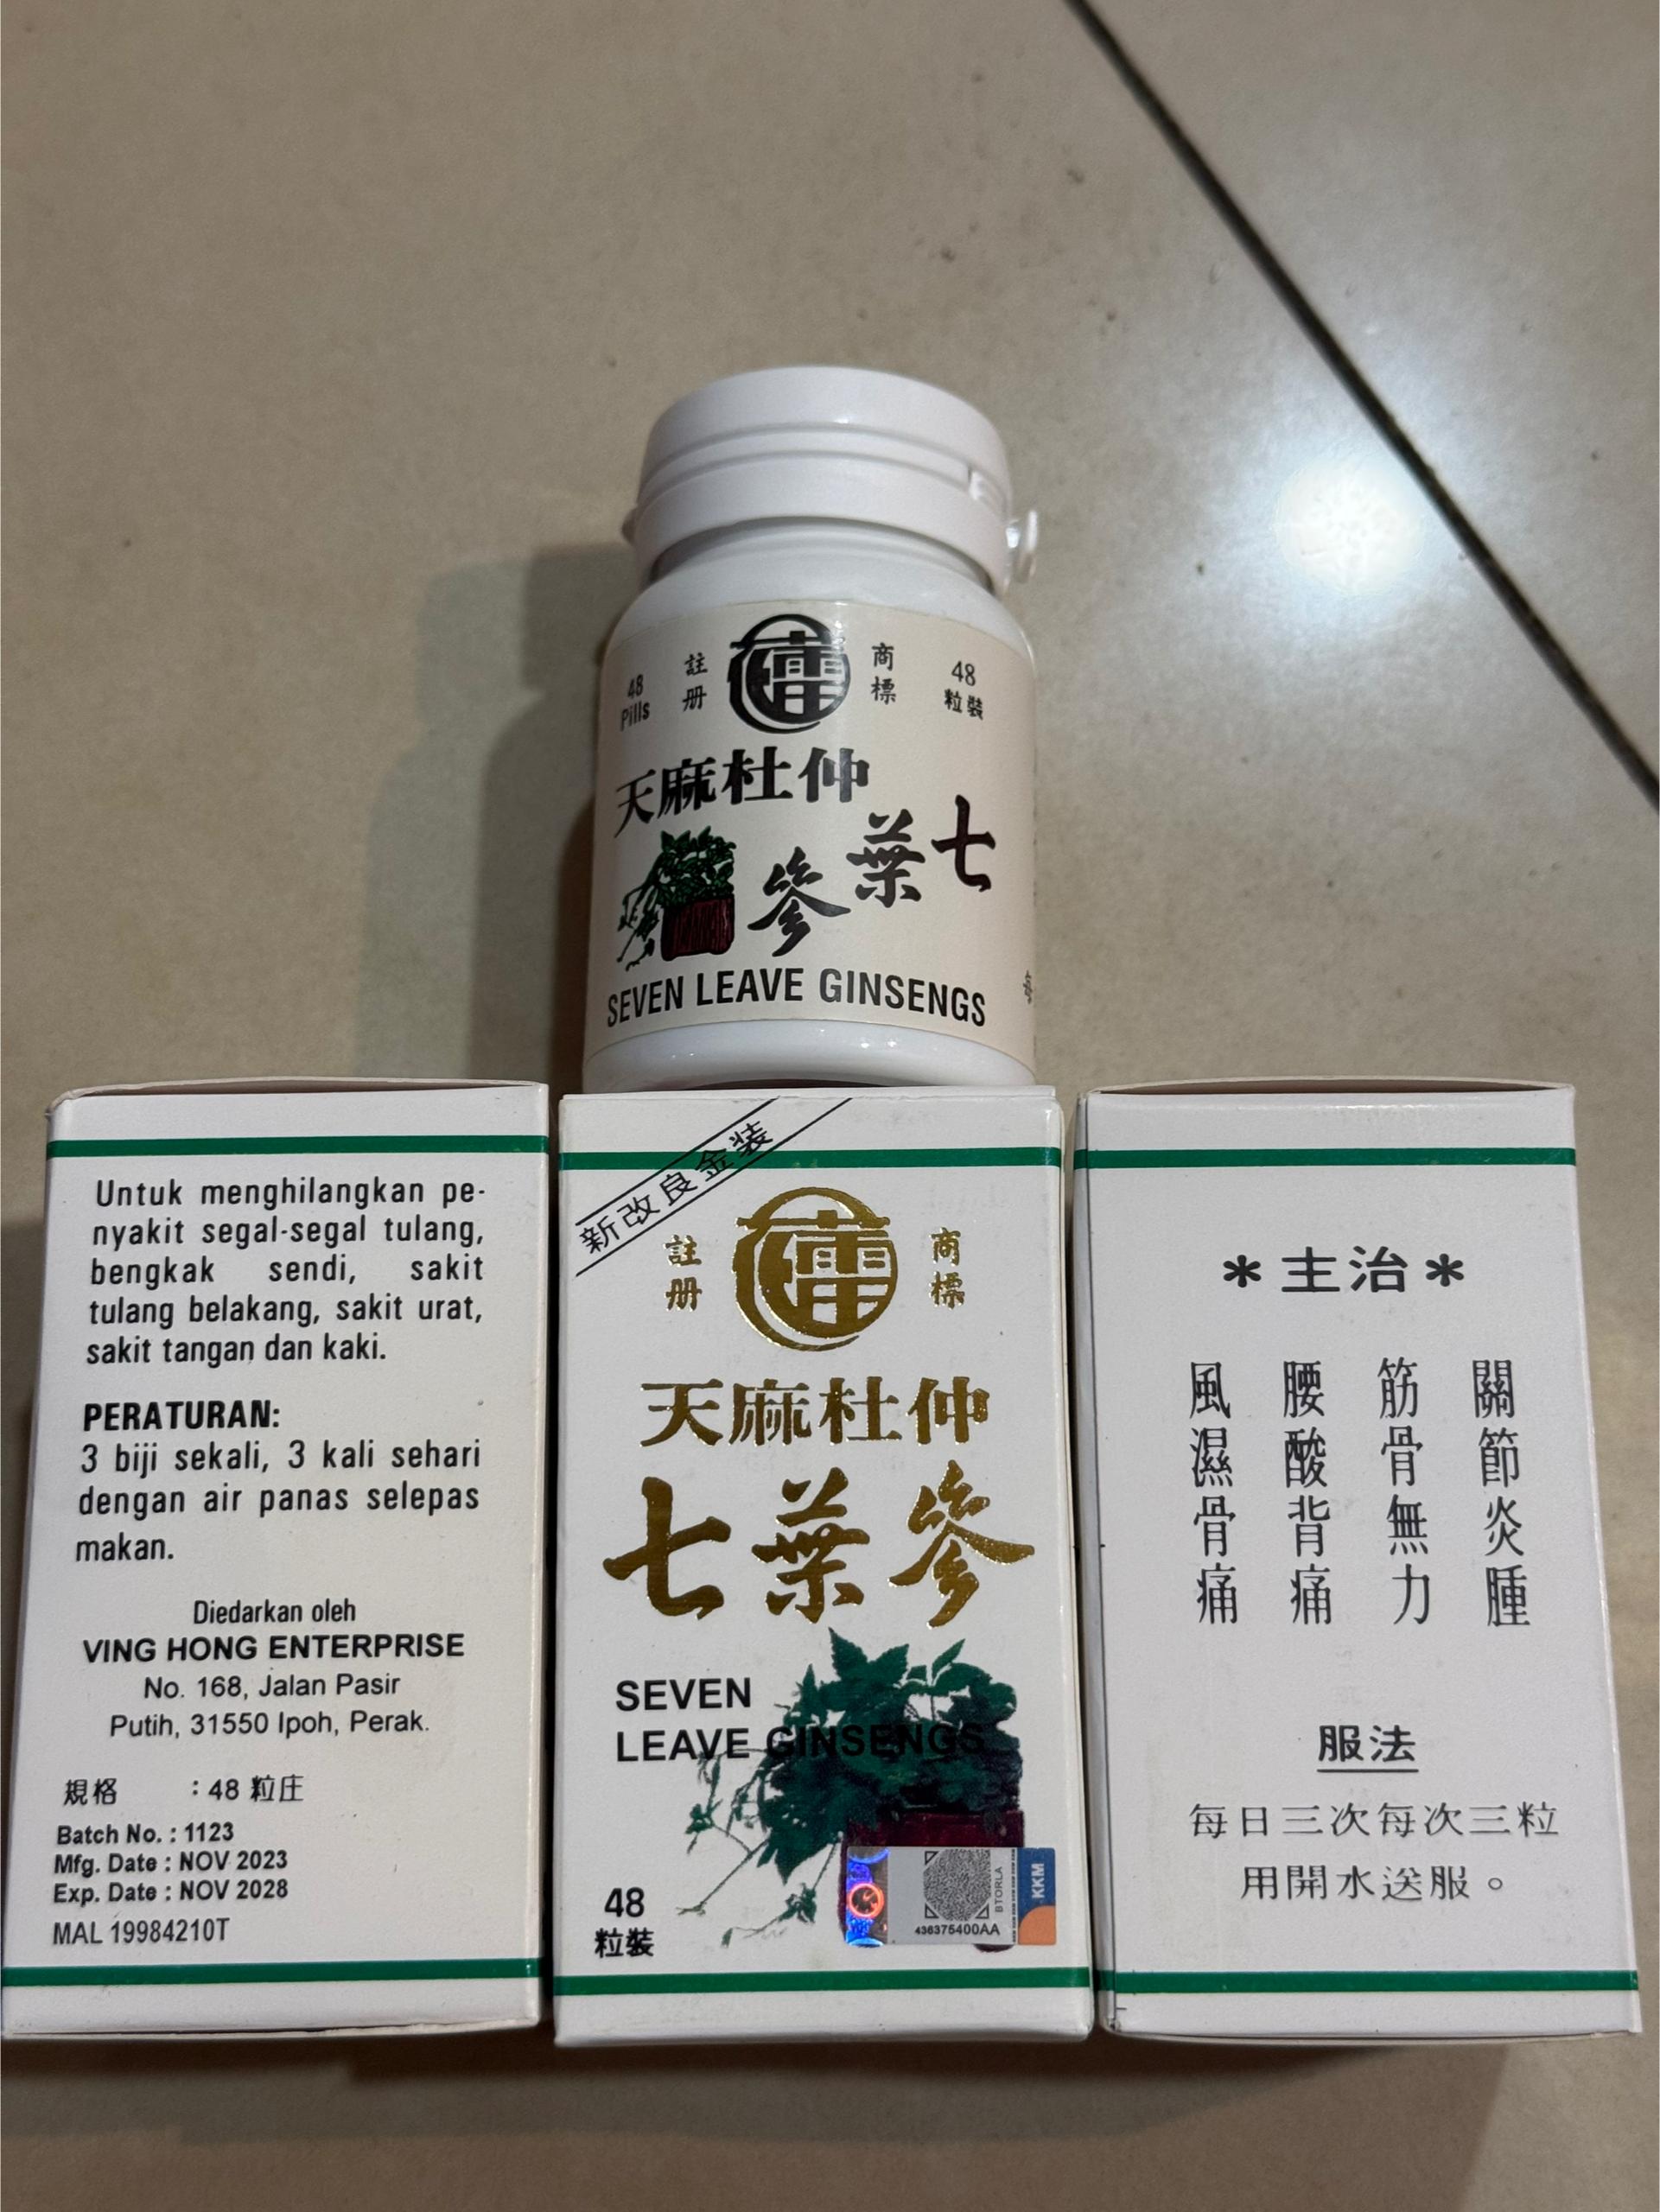 48
Pills
註
册
商
標
48
粒裝
天麻杜仲
七
葉
參
SEVEN LEAVE GINSENGS
每
Untuk menghilangkan pe-
nyakit segal-segal tulang,
bengkak sendi, sakit
tulang belakang, sakit urat,
sakit tangan dan kaki.
PERATURAN:
3 biji sekali, 3 kali sehari
dengan air panas selepas
makan.
Diedarkan oleh
VING HONG ENTERPRISE
No. 168, Jalan Pasir
Putih, 31550 Ipoh, Perak.
規格 : 48 粒庄
Batch No. : 1123
Mfg. Date : NOV 2023
Exp. Date : NOV 2028
MAL 19984210T
新改良金装
註
册
商
標
天麻杜仲
七葉參
SEVEN
LEAVE GINSENGS
48
粒裝
BTORLA
436375400AA
KKM
*主治*
關節炎腫
筋骨無力
腰酸背痛
風濕骨痛
服法
每日三次每次三粒
用開水送服。